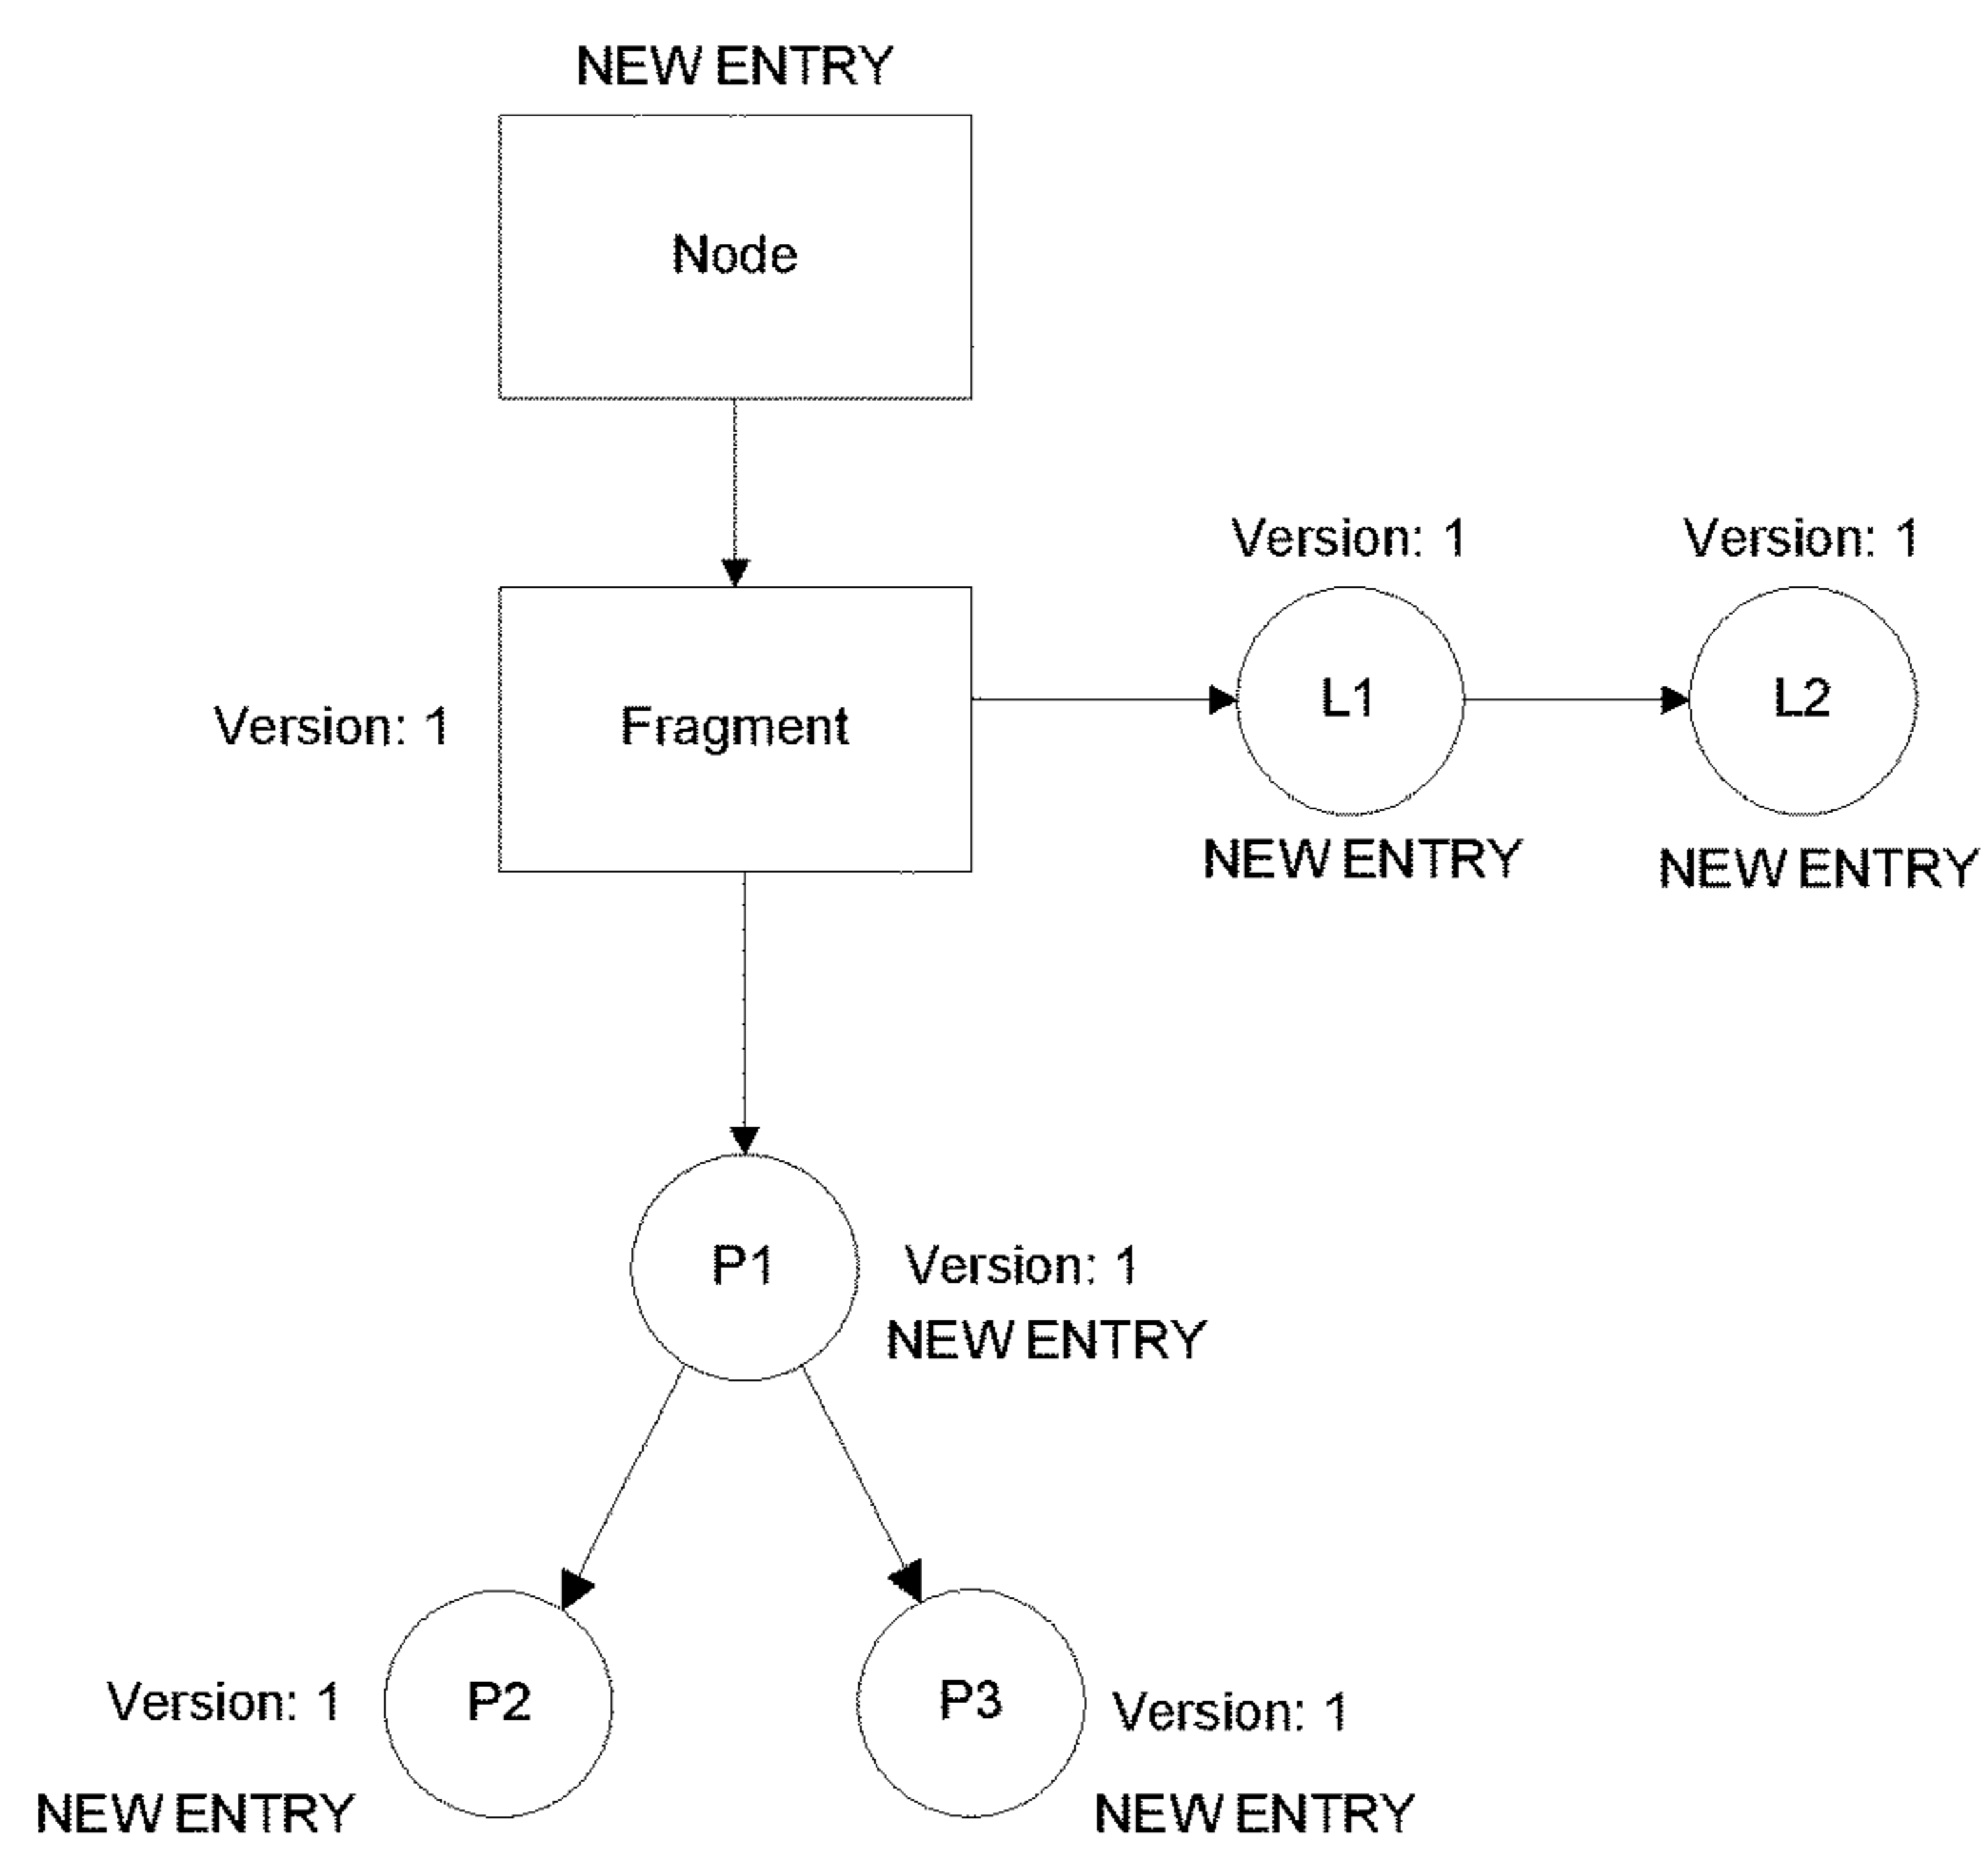 NEW ENTRY
Node
Version: 1
Version: 1
Version: 1
Fragment
L1
L2
NEW ENTRY
NEW ENTRY
P1
Version: 1
NEW ENTRY
Version: 1
P2
P3
Version: 1
NEW ENTRY
NEW ENTRY